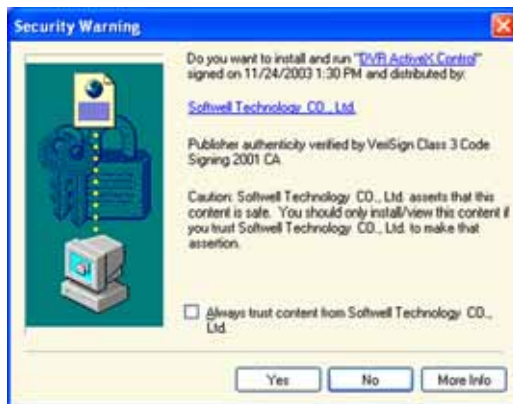 Security Warning
Do you want to install and run "DVR ActiveX Control"
signed on 11/24/2003 1:30 PM and distributed by:
Softwell Technology CO., Ltd.
Publisher authenticity verified by VeriSign Class 3 Code
Signing 2001 CA
Caution: Softwell Technology CO., Ltd. asserts that this
content is safe. You should only install/view this content if
you trust Softwell Technology CO., Ltd. to make that
assertion.
Always trust content from Softwell Technology CO.,
Ltd.
Yes
No
More Info